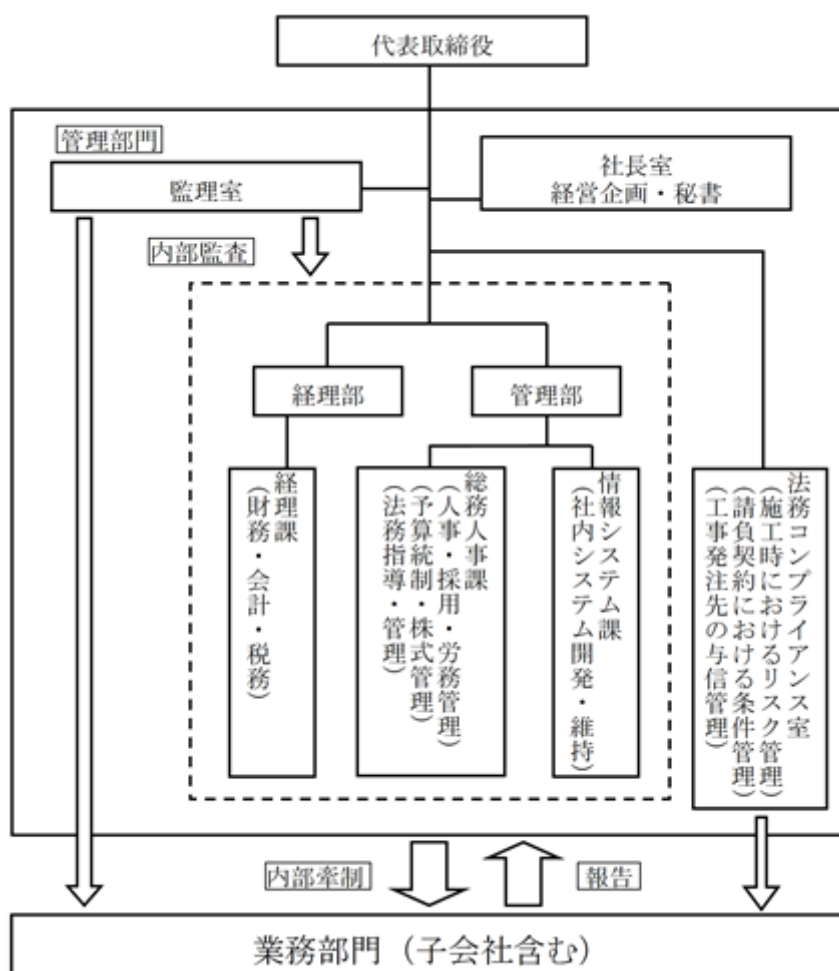 代表取締役
管理部門
監理室
社長室
経営企画・秘書
内部監査
経理部
管理部
経理課
(財務・会計・税務)
総務人事課
(人事・採用・労務管理)
(予算統制・株式管理)
(法務指導・管理)
情報システム課
(社内システム開発・維持)
法務コンプライアンス室
(施工時におけるリスク管理)
(請負契約における条件管理)
(工事発注先の与信管理)
内部牽制
報告
業務部門(子会社含む)